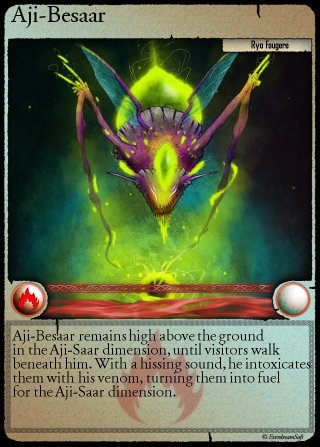 Aji-Besaar
Ryo Fougere
Aji-Besaar remains high above the ground
in the Aji-Saar dimension, until visitors walk
beneath him. With a hissing sound, he intoxicates
them with his venom, turning them into fuel
for the Aji-Saar dimension.
© EverdreamSoft